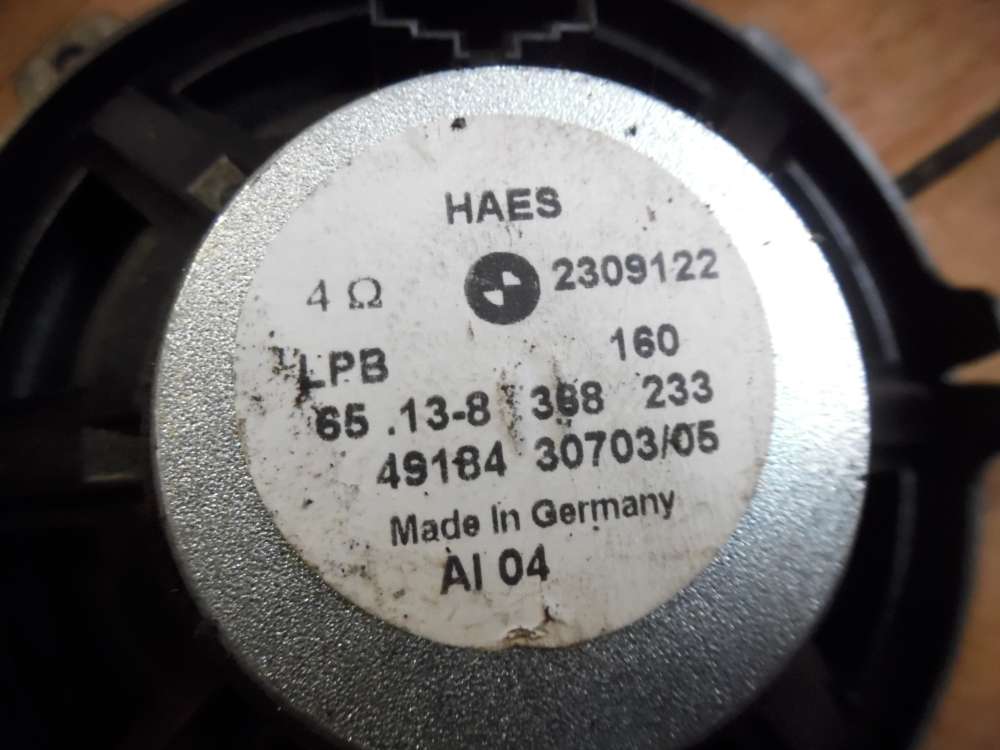 HAES
4 Ω 2309122
LPB 160
65 .13-8 368 233
49184 30703/05
Made In Germany
AI 04